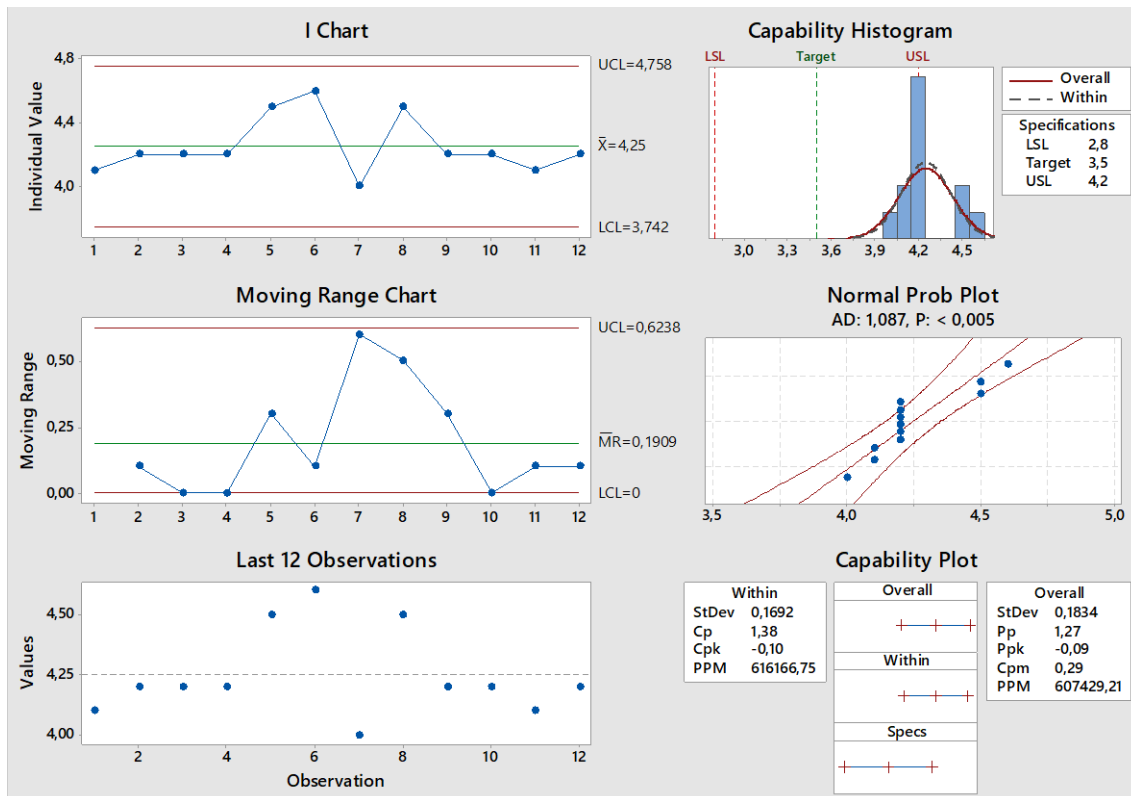 I Chart
Individual Value
4,8
4,4
4,0
UCL=4,758
X̄=4,25
LCL=3,742
1 2 3 4 5 6 7 8 9 10 11 12
Capability Histogram
LSL Target USL
Overall
Within
Specifications
LSL 2,8
Target 3,5
USL 4,2
3,0 3,3 3,6 3,9 4,2 4,5
Moving Range Chart
Moving Range
0,50
0,25
0,00
UCL=0,6238
M̄R̄=0,1909
LCL=0
1 2 3 4 5 6 7 8 9 10 11 12
Normal Prob Plot
AD: 1,087, P: < 0,005
3,5 4,0 4,5 5,0
Last 12 Observations
Values
4,50
4,25
4,00
2 4 6 8 10 12
Observation
Capability Plot
Within
StDev 0,1692
Cp 1,38
Cpk -0,10
PPM 616166,75
Overall
Within
Specs
Overall
StDev 0,1834
Pp 1,27
Ppk -0,09
Cpm 0,29
PPM 607429,21